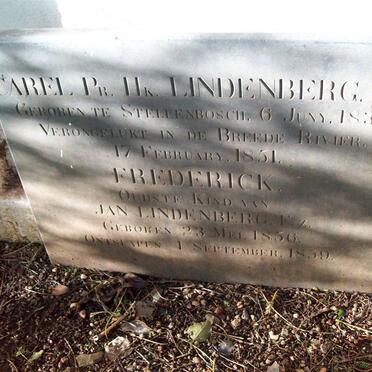 CAREL PR. HK. LINDENBERG.
GEBOREN TE STELLENBOSCH, 6 JUNY, 183
VERONGELUKT IN DE BREEDE RIVIER,
17 FEBRUARY, 1851.
FREDERICK,
OUDSTE KIND VAN
JAN LINDENBERG, F.Z.
GEBOREN 23 MEI, 1856.
ONTSLAPEN 1 SEPTEMBER, 1859.